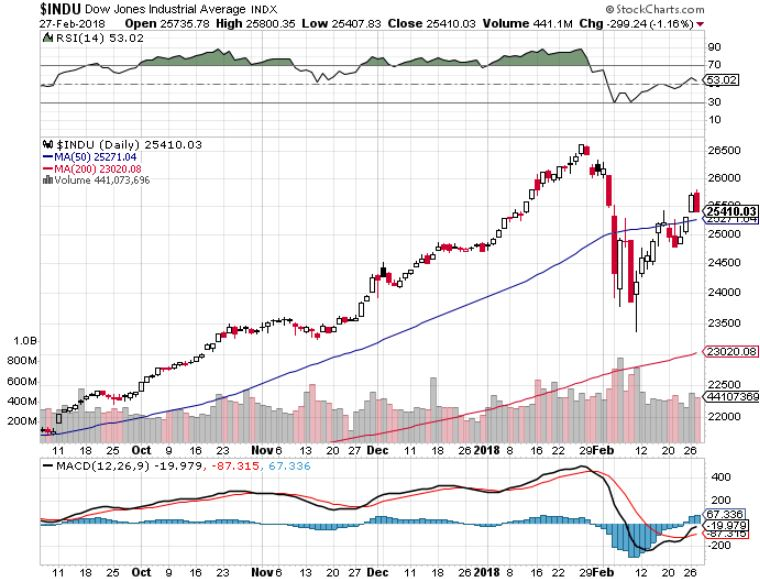 $INDU Dow Jones Industrial Average INDX
© StockCharts.com
27-Feb-2018 Open 25735.78 High 25800.35 Low 25407.83 Close 25410.03 Volume 441.1M Chg -299.24 (-1.16%)
RSI(14) 53.02
90
70
53.02
30
10
$INDU (Daily) 25410.03
MA(50) 25271.04
MA(200) 23020.08
Volume 441,073,696
26500
25410.03
25271.04
25000
24500
24000
23500
23020.08
22500
22000
1.0B
800M
600M
400M
200M
11 18 25 Oct 9 16 23 Nov 6 13 20 27 Dec 11 18 2018 8 16 22 29 Feb 12 20 26
MACD(12,26,9) -19.979, -87.315, 67.336
400
200
67.336
-19.979
-87.315
-200
11 18 25 Oct 9 16 23 Nov 6 13 20 27 Dec 11 18 2018 8 16 22 29 Feb 12 20 26